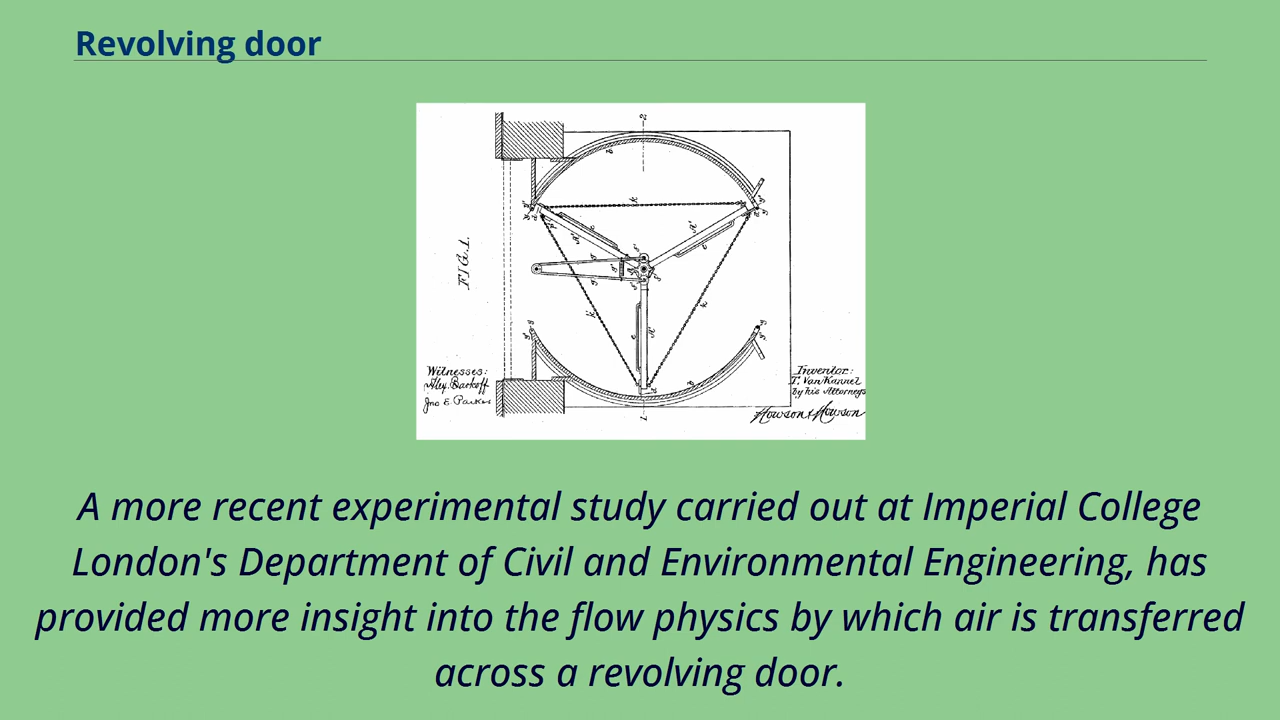 Revolving door
FIG.1.
Witnesses:
Inventor:
T. Van Kannel
by his Attorneys
Howson & Howson
A more recent experimental study carried out at Imperial College
London's Department of Civil and Environmental Engineering, has
provided more insight into the flow physics by which air is transferred
across a revolving door.